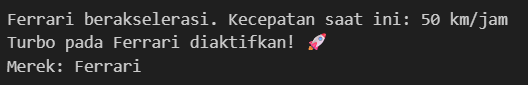 Ferrari berakselerasi. Kecepatan saat ini: 50 km/jam
Turbo pada Ferrari diaktifkan! 🚀
Merek: Ferrari